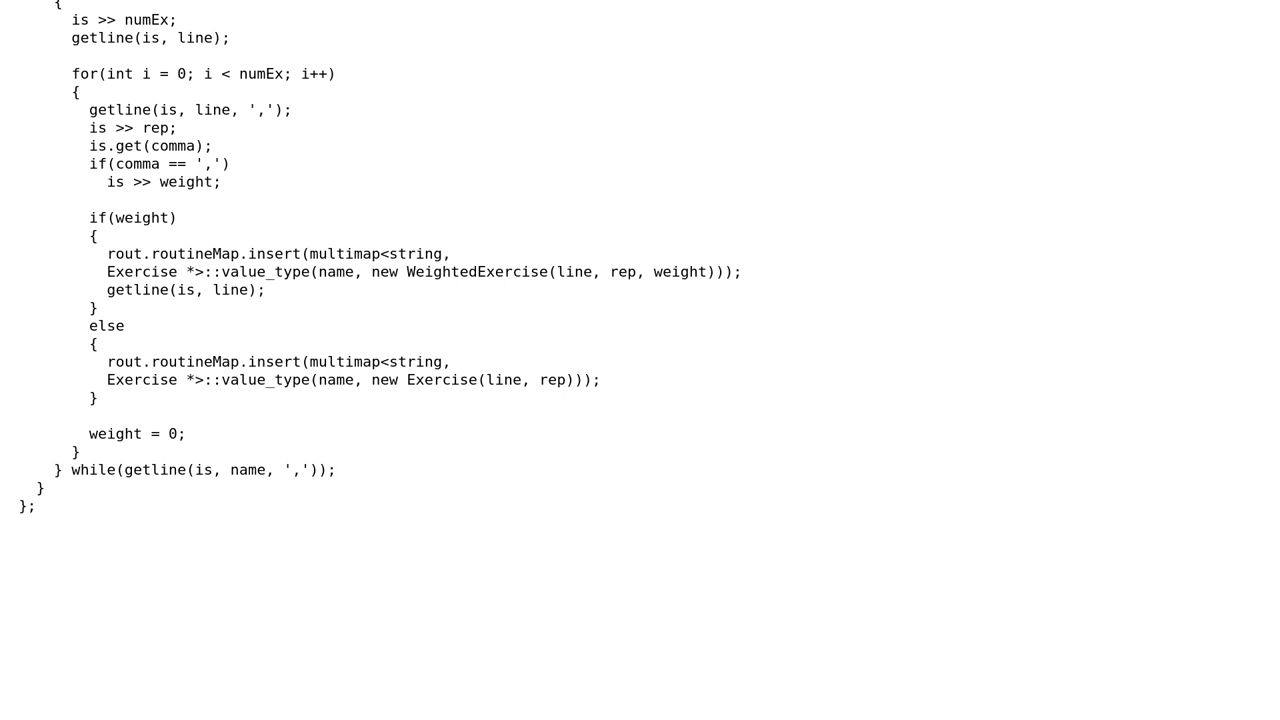 {
is >> numEx;
getline(is, line);
for(int i = 0; i < numEx; i++)
{
getline(is, line, ',');
is >> rep;
is.get(comma);
if(comma == ',')
is >> weight;
if(weight)
{
rout.routineMap.insert(multimap<string,
Exercise *>::value_type(name, new WeightedExercise(line, rep, weight)));
getline(is, line);
}
else
{
rout.routineMap.insert(multimap<string,
Exercise *>::value_type(name, new Exercise(line, rep)));
}
weight = 0;
}
} while(getline(is, name, ','));
}
};